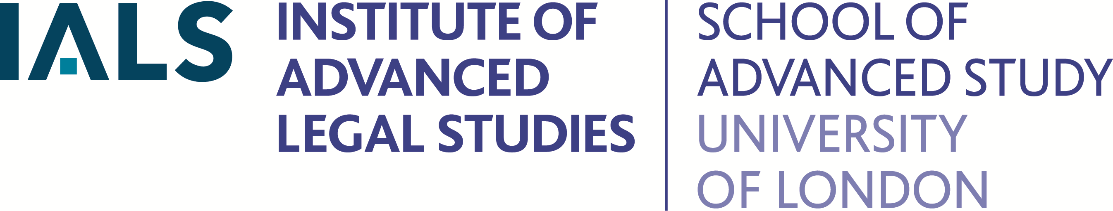 IALS
INSTITUTE OF
ADVANCED
LEGAL STUDIES
SCHOOL OF
ADVANCED STUDY
UNIVERSITY
OF LONDON